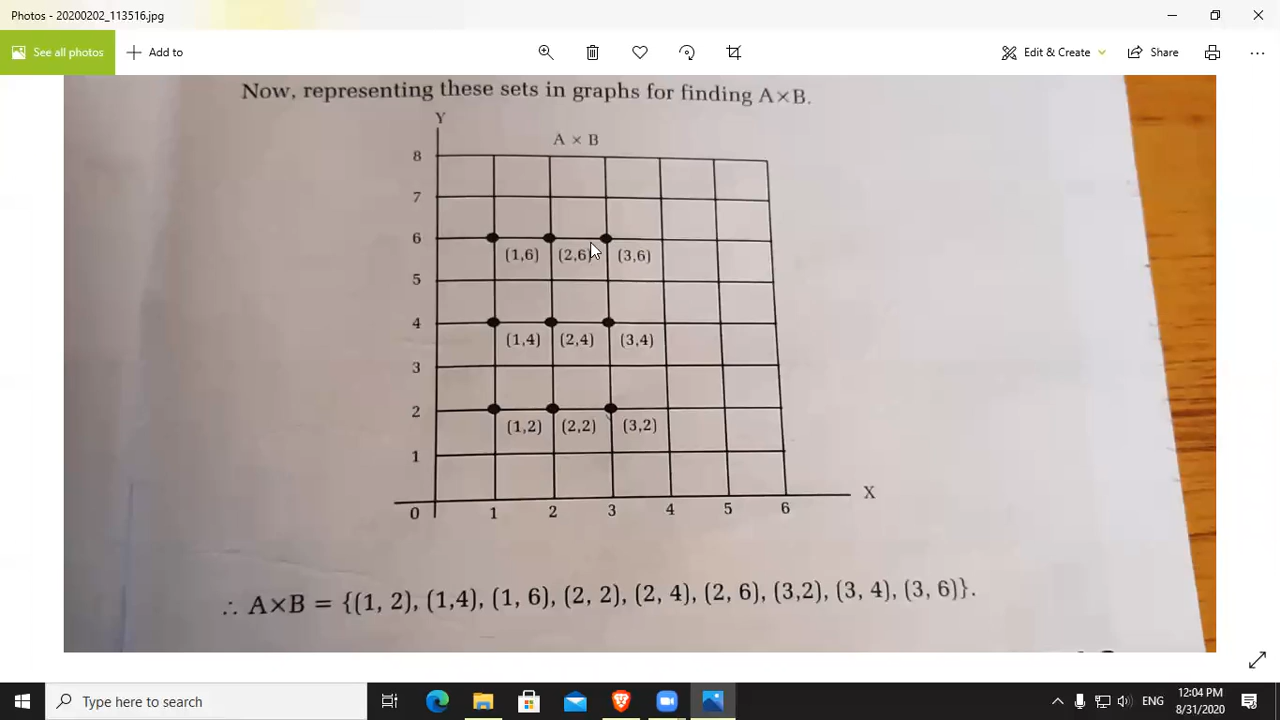 Photos - 20200202_113516.jpg
See all photos
Add to
Edit & Create
Share
Now, representing these sets in graphs for finding A×B.
Y
A × B
8
7
6
(1,6) (2,6) (3,6)
5
4
(1,4) (2,4) (3,4)
3
2
(1,2) (2,2) (3,2)
1
X
0 1 2 3 4 5 6
∴ A×B = {(1, 2), (1,4), (1, 6), (2, 2), (2, 4), (2, 6), (3,2), (3, 4), (3, 6)}.
Type here to search
ENG
12:04 PM
8/31/2020